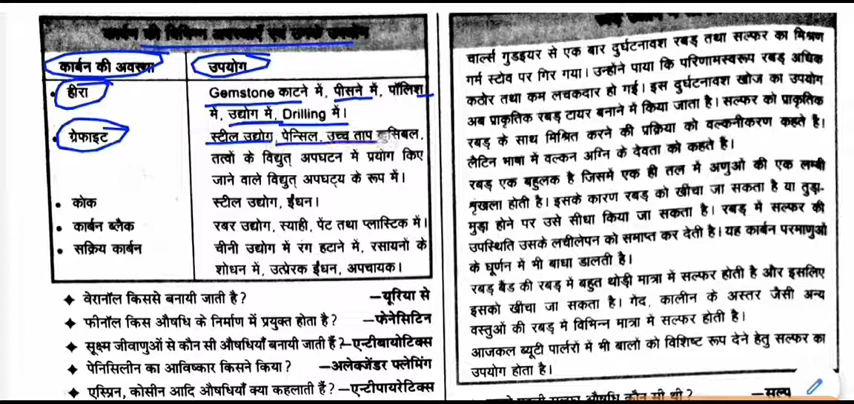 कार्बन की विभिन्न अवस्थाएँ एवं उनके उपयोग
कार्बन की अवस्था उपयोग
• हीरा Gemstone काटने में, पीसने में, पॉलिश
में, उद्योग में, Drilling में।
• ग्रेफाइट स्टील उद्योग, पेन्सिल, उच्च ताप क्रुसिबल,
तत्वों के विद्युत् अपघटन में प्रयोग किए
जाने वाले विद्युत् अपघट्य के रूप में।
• कोक स्टील उद्योग, ईंधन।
• कार्बन ब्लैक रबर उद्योग, स्याही, पेंट तथा प्लास्टिक में।
• सक्रिय कार्बन चीनी उद्योग में रंग हटाने में, रसायनों के
शोधन में, उत्प्रेरक ईंधन, अपचायक।
◆ वेरानॉल किससे बनायी जाती है? –यूरिया से
◆ फीनॉल किस औषधि के निर्माण में प्रयुक्त होता है? –फेनेसिटिन
◆ सूक्ष्म जीवाणुओं से कौन सी औषधियाँ बनायी जाती हैं?–एन्टीबायोटिक्स
◆ पेनिसिलीन का आविष्कार किसने किया? –अलेक्जेंडर फ्लेमिंग
◆ एस्प्रिन, कोसीन आदि औषधियाँ क्या कहलाती हैं?–एन्टीपायरेटिक्स
चार्ल्स गुडइयर से एक बार दुर्घटनावश रबड़ तथा सल्फर का मिश्रण
गर्म स्टोव पर गिर गया। उन्होंने पाया कि परिणामस्वरूप रबड़ अधिक
कठोर तथा कम लचकदार हो गई। इस दुर्घटनावश खोज का उपयोग
अब प्राकृतिक रबड़ टायर बनाने में किया जाता है। सल्फर को प्राकृतिक
रबड़ के साथ मिश्रित करने की प्रक्रिया को वल्कनीकरण कहते है।
लैटिन भाषा में वल्कन अग्नि के देवता को कहते है।
रबड़ एक बहुलक है जिसमें एक ही तल में अणुओं की एक लम्बी
शृंखला होती है। इसके कारण रबड़ को खींचा जा सकता है या तुड़ा-
मुड़ा होने पर उसे सीधा किया जा सकता है। रबड़ में सल्फर की
उपस्थिति उसके लचीलेपन को समाप्त कर देती है। यह कार्बन परमाणुओं
के घूर्णन में भी बाधा डालती है।
रबड़ बैंड की रबड़ में बहुत थोड़ी मात्रा में सल्फर होती है और इसलिए
इसको खींचा जा सकता है। गेंद, कालीन के अस्तर जैसी अन्य
वस्तुओं की रबड़ में विभिन्न मात्रा में सल्फर होती है।
आजकल ब्यूटी पार्लरों में भी बालों को विशिष्ट रूप देने हेतु सल्फर का
उपयोग होता है।